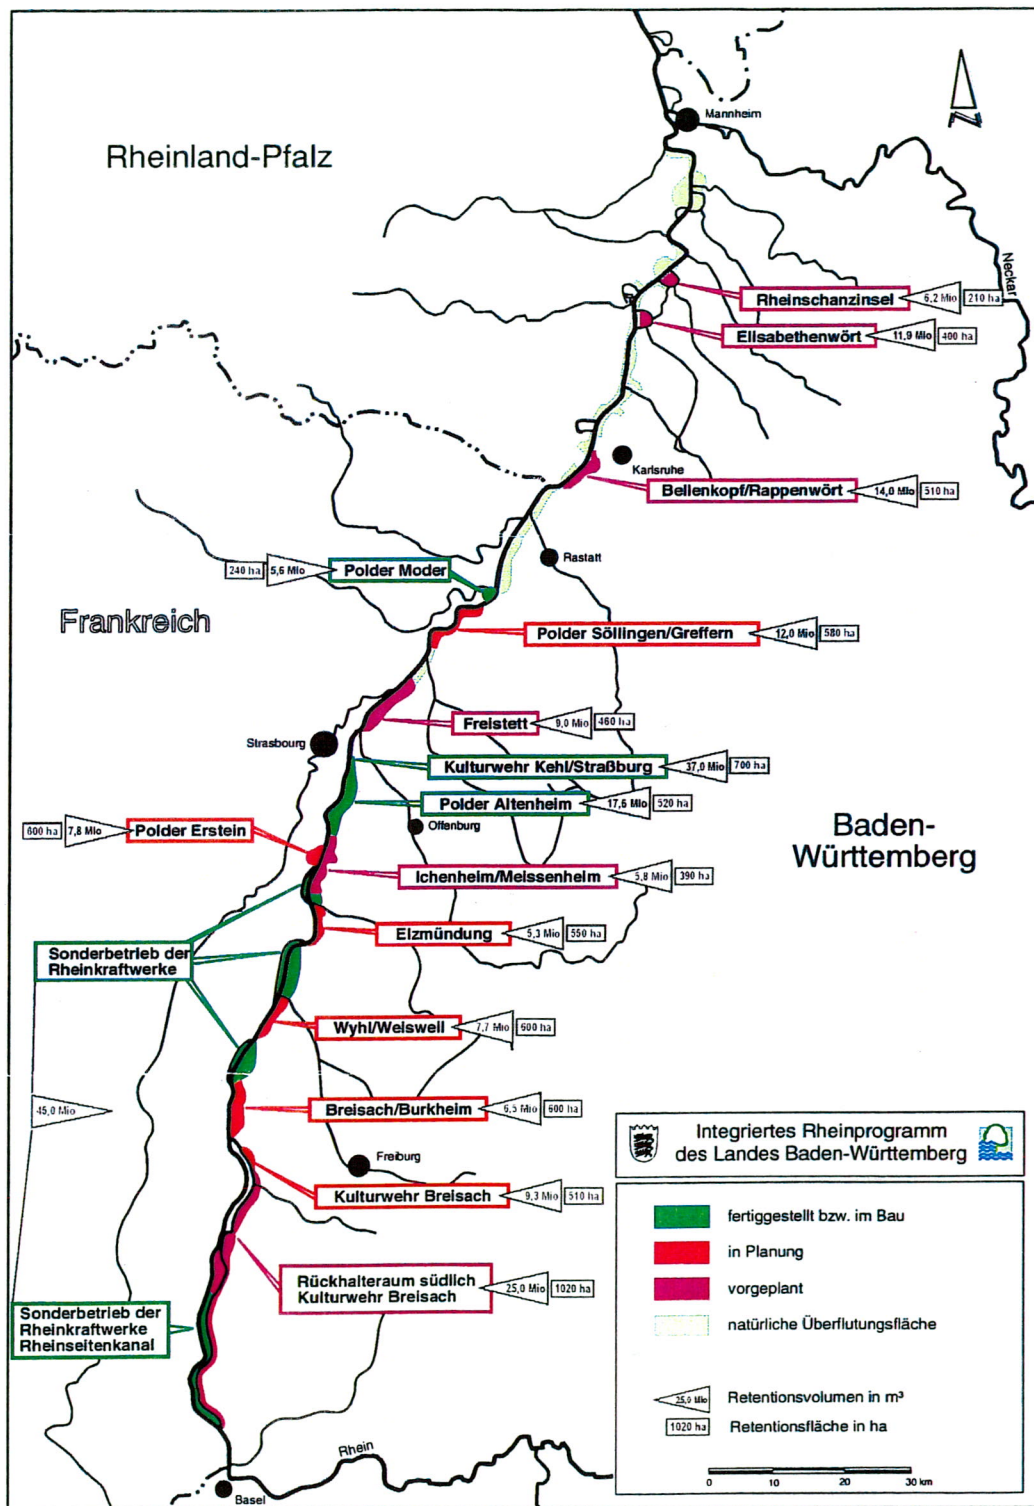 Mannheim
Rheinland-Pfalz
Neckar
Rheinschanzinsel 6,2 Mio 210 ha
Elisabethenwört 11,9 Mio 400 ha
Karlsruhe
Bellenkopf/Rappenwört 14,0 Mio 510 ha
Rastatt
240 ha 5,6 Mio Polder Moder
Frankreich
Polder Söllingen/Greffern 12,0 Mio 580 ha
Freistett 9,0 Mio 460 ha
Strasbourg
Kulturwehr Kehl/Straßburg 37,0 Mio 700 ha
Polder Altenheim 17,6 Mio 520 ha
600 ha 7,8 Mio Polder Erstein
Offenburg
Baden-
Württemberg
Ichenheim/Meissenheim 5,8 Mio 390 ha
Elzmündung 5,3 Mio 550 ha
Sonderbetrieb der
Rheinkraftwerke
Wyhl/Weisweil 7,7 Mio 600 ha
45,0 Mio
Breisach/Burkheim 6,5 Mio 600 ha
Freiburg
Kulturwehr Breisach 9,3 Mio 510 ha
Rückhalteraum südlich
Kulturwehr Breisach
25,0 Mio 1020 ha
Sonderbetrieb der
Rheinkraftwerke
Rheinseitenkanal
Rhein
Basel
Integriertes Rheinprogramm
des Landes Baden-Württemberg
fertiggestellt bzw. im Bau
in Planung
vorgeplant
natürliche Überflutungsfläche
25,0 Mio Retentionsvolumen in m³
1020 ha Retentionsfläche in ha
0 10 20 30 km
N